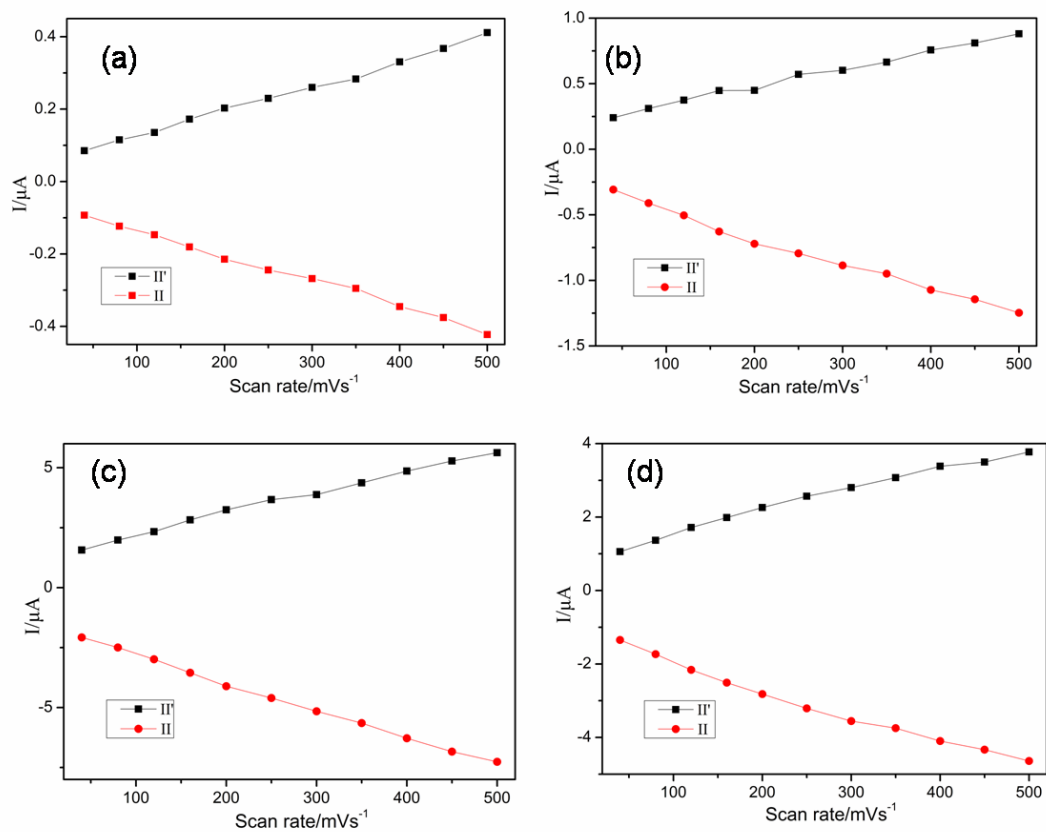 (a)
0.4
0.2
0.0
-0.2
-0.4
I/μA
II'
II
100 200 300 400 500
Scan rate/mVs⁻¹
(b)
1.0
0.5
0.0
-0.5
-1.0
-1.5
I/μA
II'
II
100 200 300 400 500
Scan rate/mVs⁻¹
(c)
5
0
-5
I/μA
II'
II
100 200 300 400 500
Scan rate/mVs⁻¹
(d)
4
2
0
-2
-4
I/μA
II'
II
100 200 300 400 500
Scan rate/mVs⁻¹